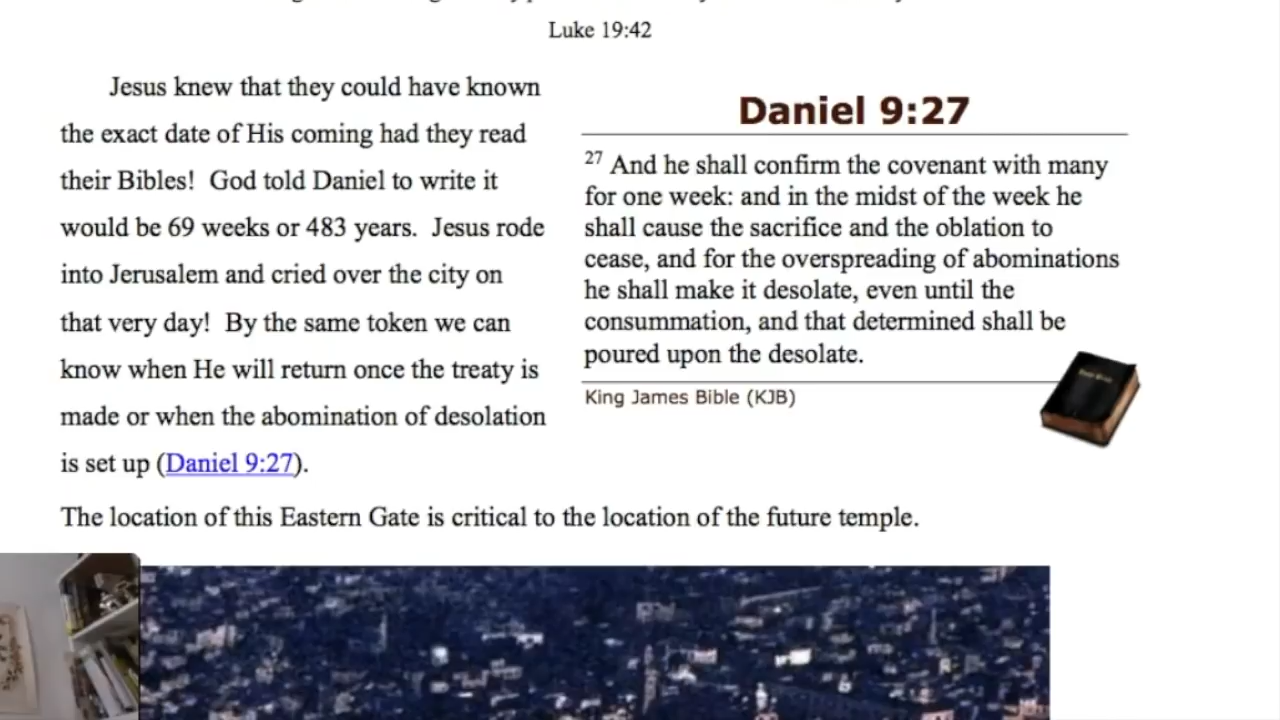 Luke 19:42
Jesus knew that they could have known
the exact date of His coming had they read
their Bibles! God told Daniel to write it
would be 69 weeks or 483 years. Jesus rode
into Jerusalem and cried over the city on
that very day! By the same token we can
know when He will return once the treaty is
made or when the abomination of desolation
is set up (Daniel 9:27).
Daniel 9:27
27 And he shall confirm the covenant with many
for one week: and in the midst of the week he
shall cause the sacrifice and the oblation to
cease, and for the overspreading of abominations
he shall make it desolate, even until the
consummation, and that determined shall be
poured upon the desolate.
King James Bible (KJB)
The location of this Eastern Gate is critical to the location of the future temple.